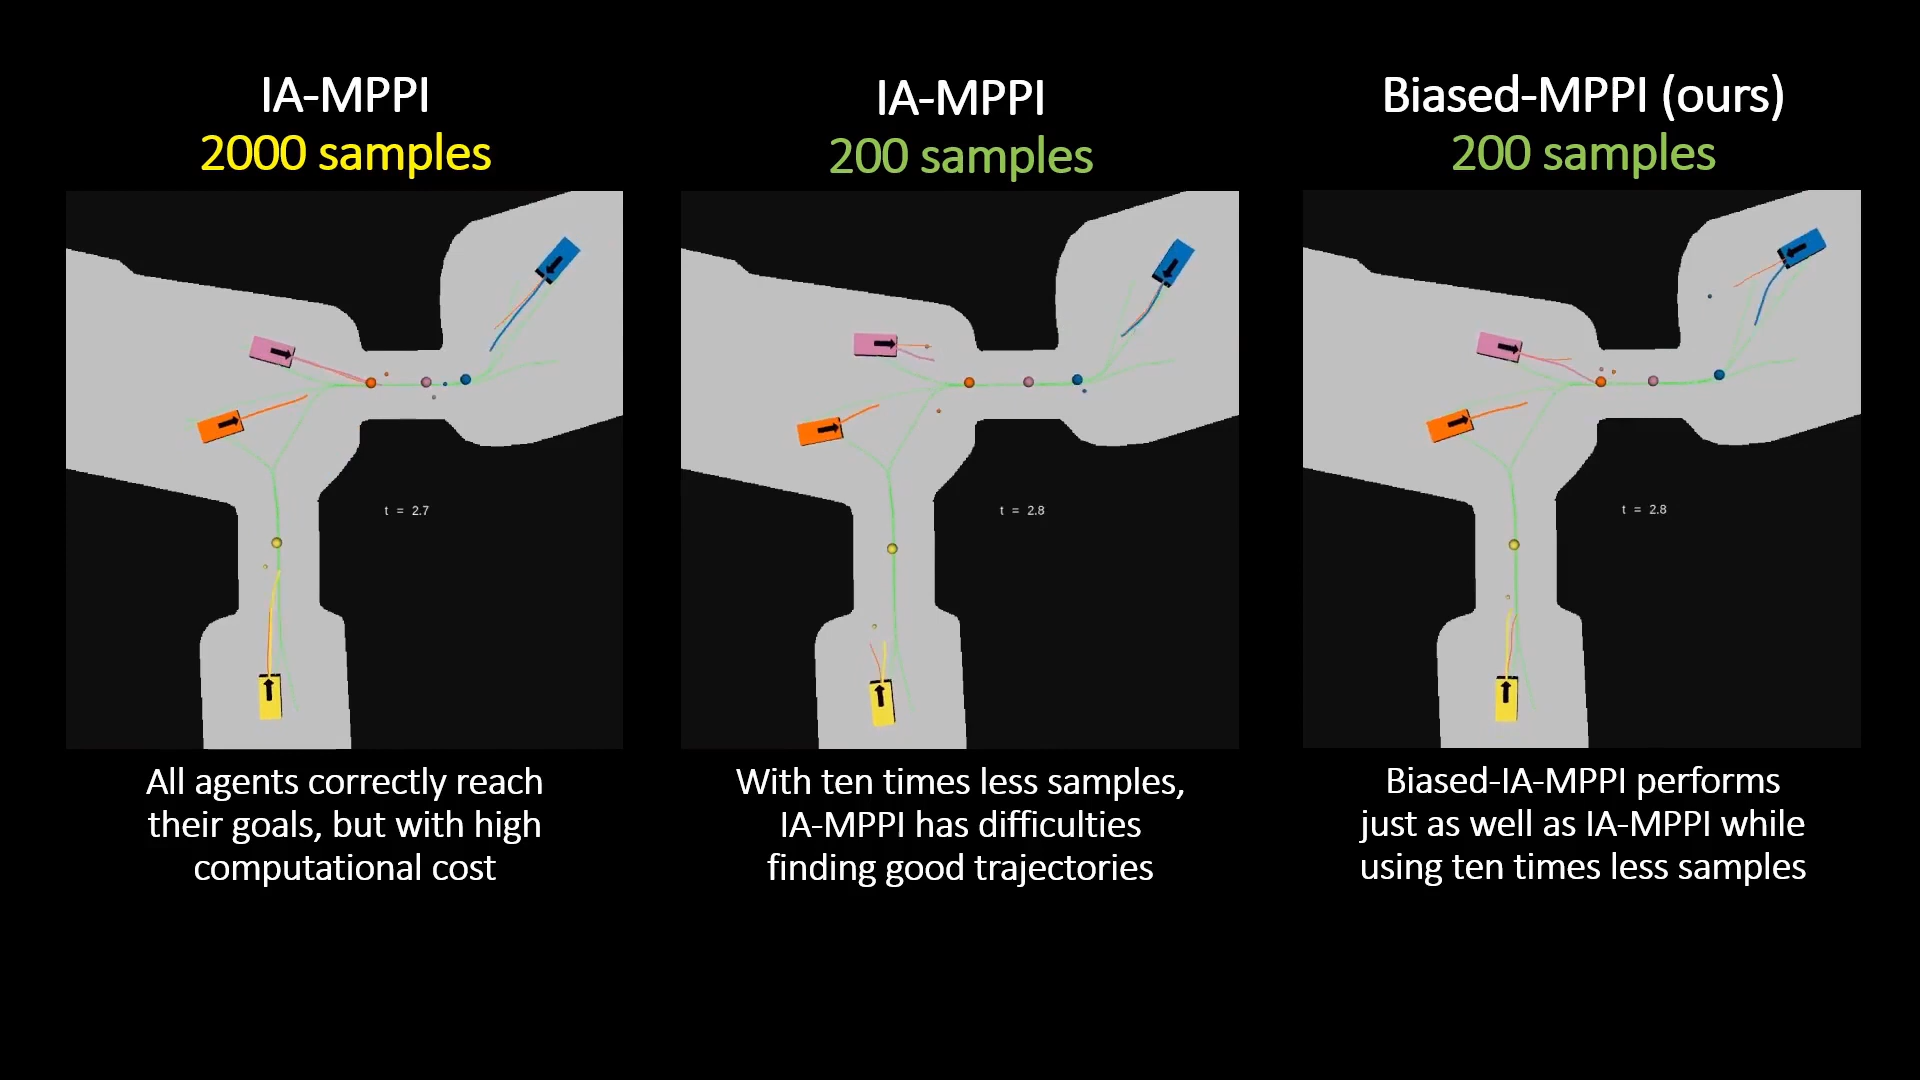 IA-MPPI
2000 samples
t = 2.7
All agents correctly reach
their goals, but with high
computational cost
IA-MPPI
200 samples
t = 2.8
With ten times less samples,
IA-MPPI has difficulties
finding good trajectories
Biased-MPPI (ours)
200 samples
t = 2.8
Biased-IA-MPPI performs
just as well as IA-MPPI while
using ten times less samples